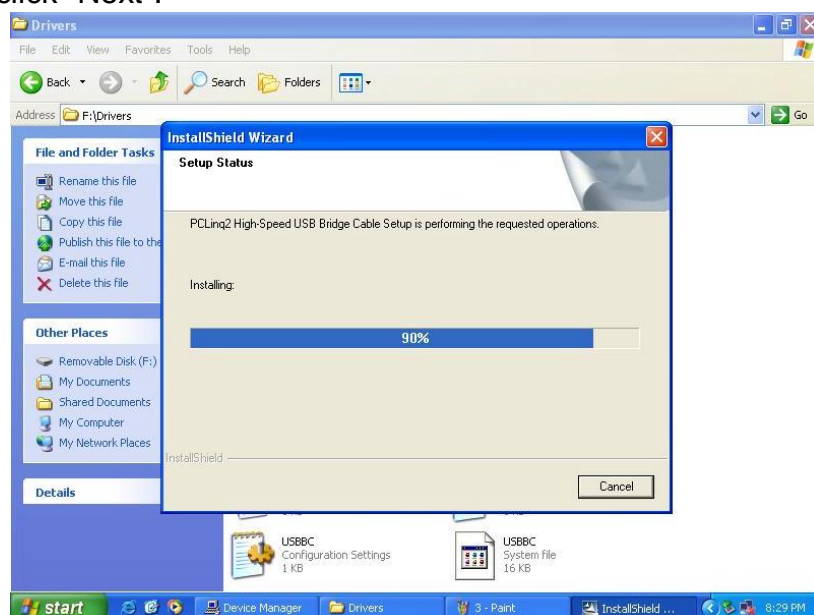 click "Next".
Drivers
File Edit View Favorites Tools Help
Back Search Folders
Address F:\Drivers Go
InstallShield Wizard
File and Folder Tasks
Setup Status
Rename this file
Move this file
Copy this file
PCLinq2 High-Speed USB Bridge Cable Setup is performing the requested operations.
Publish this file to the
E-mail this file
Delete this file
Installing:
Other Places
90%
Removable Disk (F:)
My Documents
Shared Documents
My Computer
My Network Places
InstallShield
Details
Cancel
USBBC
Configuration Settings
1 KB
USBBC
System file
16 KB
start Device Manager Drivers 3 - Paint InstallShield ... 8:29 PM